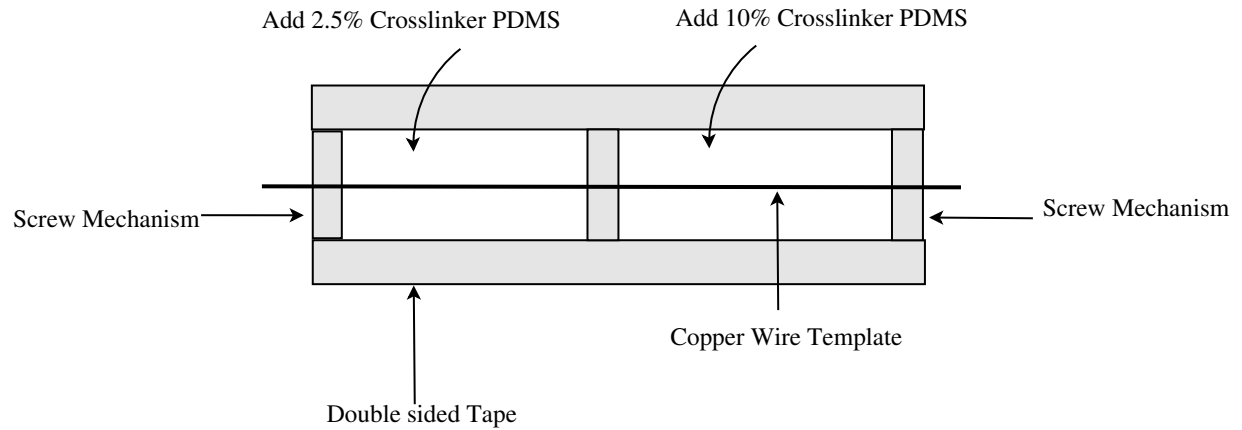 Add 2.5% Crosslinker PDMS
Add 10% Crosslinker PDMS
Screw Mechanism
Screw Mechanism
Copper Wire Template
Double sided Tape